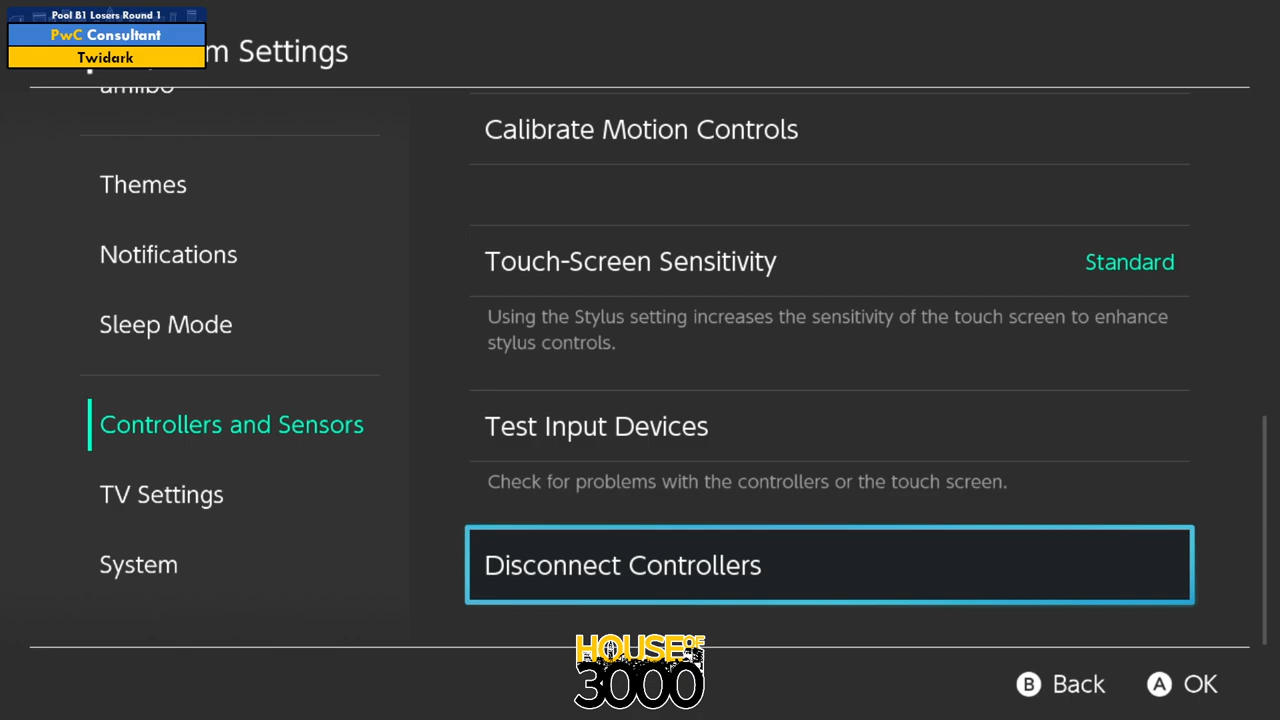 Pool B1 Losers Round 1
PwC Consultant
Twidark
m Settings
amiibo
Themes
Notifications
Sleep Mode
Controllers and Sensors
TV Settings
System
Calibrate Motion Controls
Touch-Screen Sensitivity Standard
Using the Stylus setting increases the sensitivity of the touch screen to enhance
stylus controls.
Test Input Devices
Check for problems with the controllers or the touch screen.
Disconnect Controllers
HOUSE OF
3000
B Back A OK